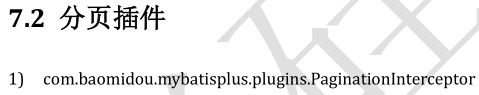 7.2 分页插件
1) com.baomidou.mybatisplus.plugins.PaginationInterceptor